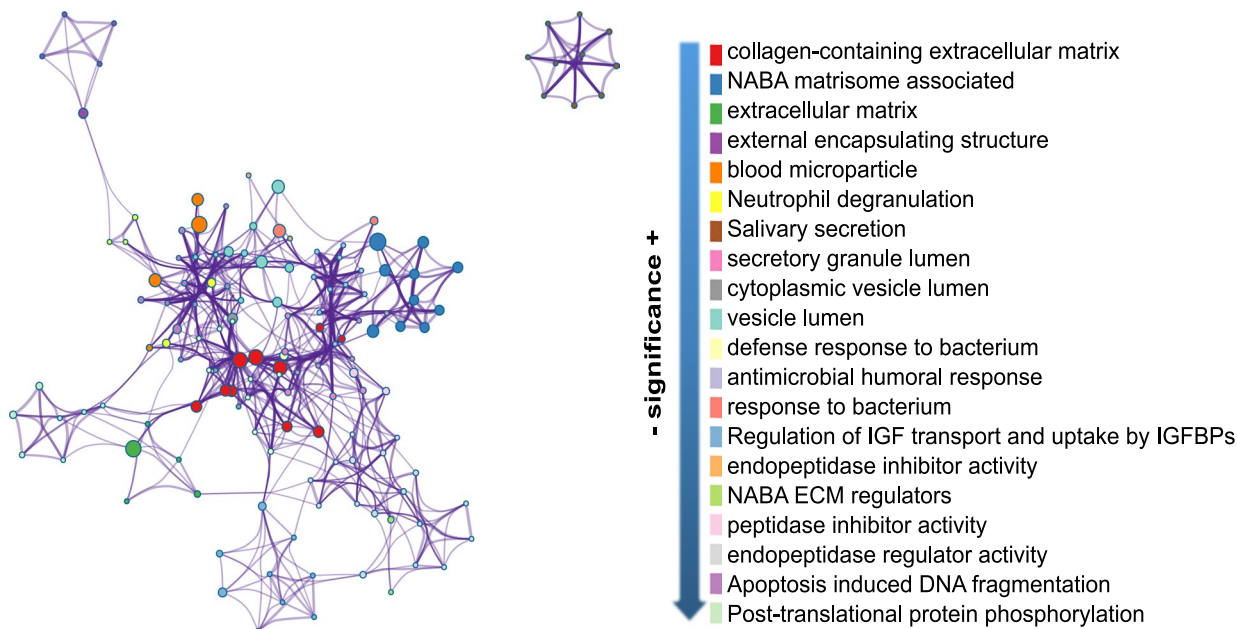 collagen-containing extracellular matrix
NABA matrisome associated
extracellular matrix
external encapsulating structure
blood microparticle
Neutrophil degranulation
Salivary secretion
secretory granule lumen
cytoplasmic vesicle lumen
vesicle lumen
defense response to bacterium
antimicrobial humoral response
response to bacterium
Regulation of IGF transport and uptake by IGFBPs
endopeptidase inhibitor activity
NABA ECM regulators
peptidase inhibitor activity
endopeptidase regulator activity
Apoptosis induced DNA fragmentation
Post-translational protein phosphorylation
- significance +